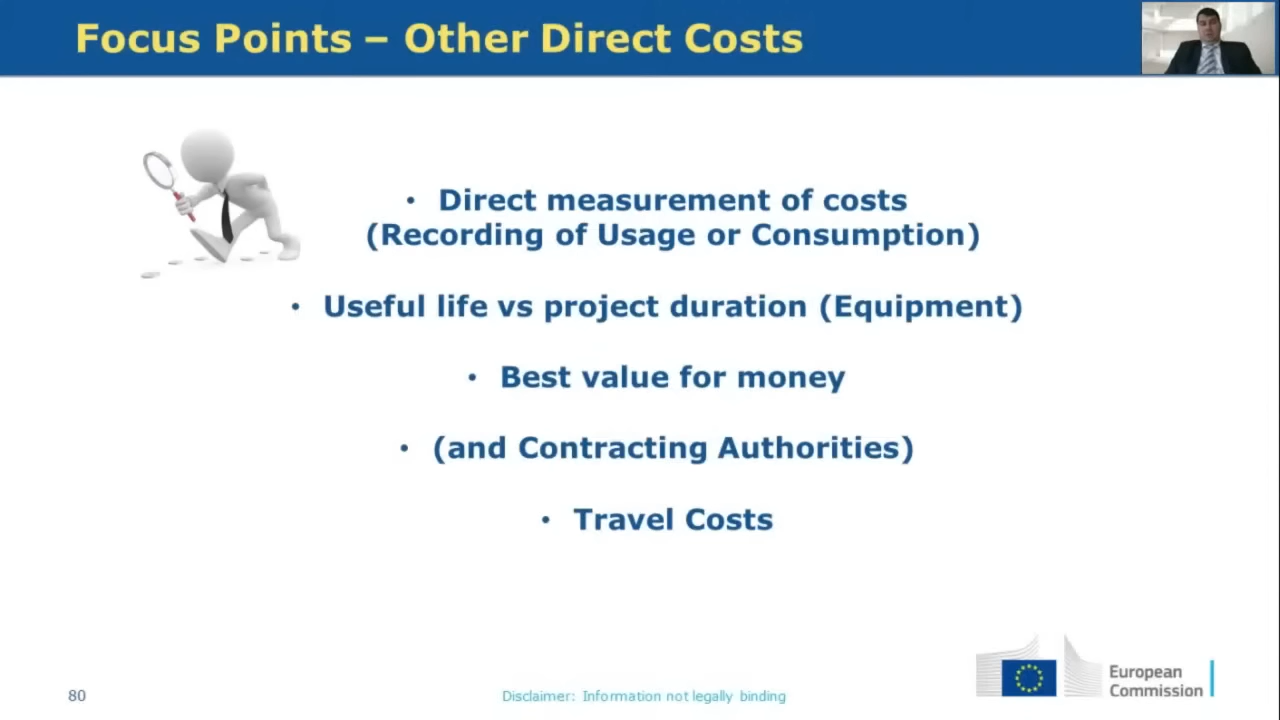 Focus Points – Other Direct Costs
• Direct measurement of costs
(Recording of Usage or Consumption)
• Useful life vs project duration (Equipment)
• Best value for money
• (and Contracting Authorities)
• Travel Costs
80
Disclaimer: Information not legally binding
European
Commission